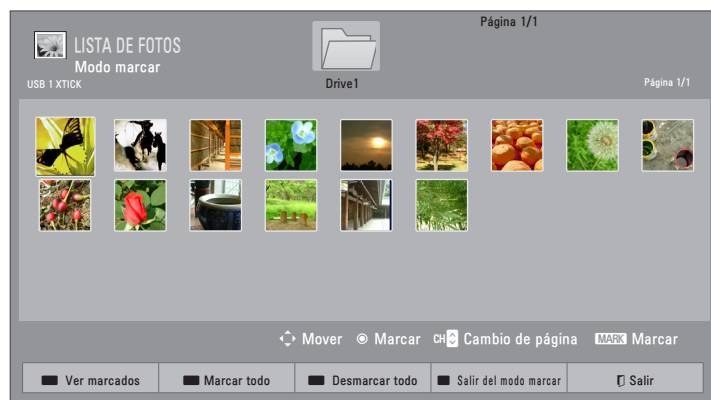 Página 1/1
LISTA DE FOTOS
Modo marcar
USB 1 XTICK
Drive1
Página 1/1
Mover Marcar CH Cambio de página MARK Marcar
Ver marcados Marcar todo Desmarcar todo Salir del modo marcar Salir